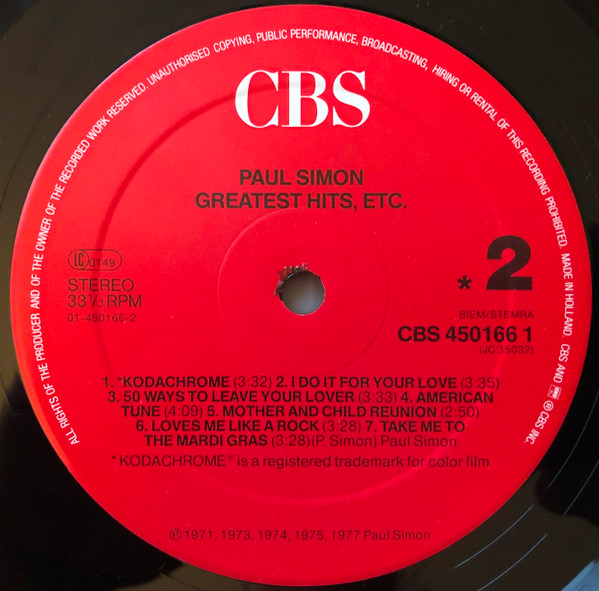 ALL RIGHTS OF THE PRODUCER AND OF THE OWNER OF THE RECORDED WORK RESERVED. UNAUTHORISED COPYING, PUBLIC PERFORMANCE, BROADCASTING, HIRING OR RENTAL OF THIS RECORDING PROHIBITED. MADE IN HOLLAND. CBS AND ℗ CBS INC.
CBS
PAUL SIMON
GREATEST HITS, ETC.
LC 0149
STEREO
33⅓ RPM
01-450166-2
* 2
BIEM/STEMRA
CBS 450166 1
(JC 35032)
1. *KODACHROME (3:32) 2. I DO IT FOR YOUR LOVE (3:35)
3. 50 WAYS TO LEAVE YOUR LOVER (3:33) 4. AMERICAN
TUNE (4:09) 5. MOTHER AND CHILD REUNION (2:50)
6. LOVES ME LIKE A ROCK (3:28) 7. TAKE ME TO
THE MARDI GRAS (3.28)(P. Simon) Paul Simon
*KODACHROME® is a registered trademark for color film
℗ 1971, 1973, 1974, 1975, 1977 Paul Simon